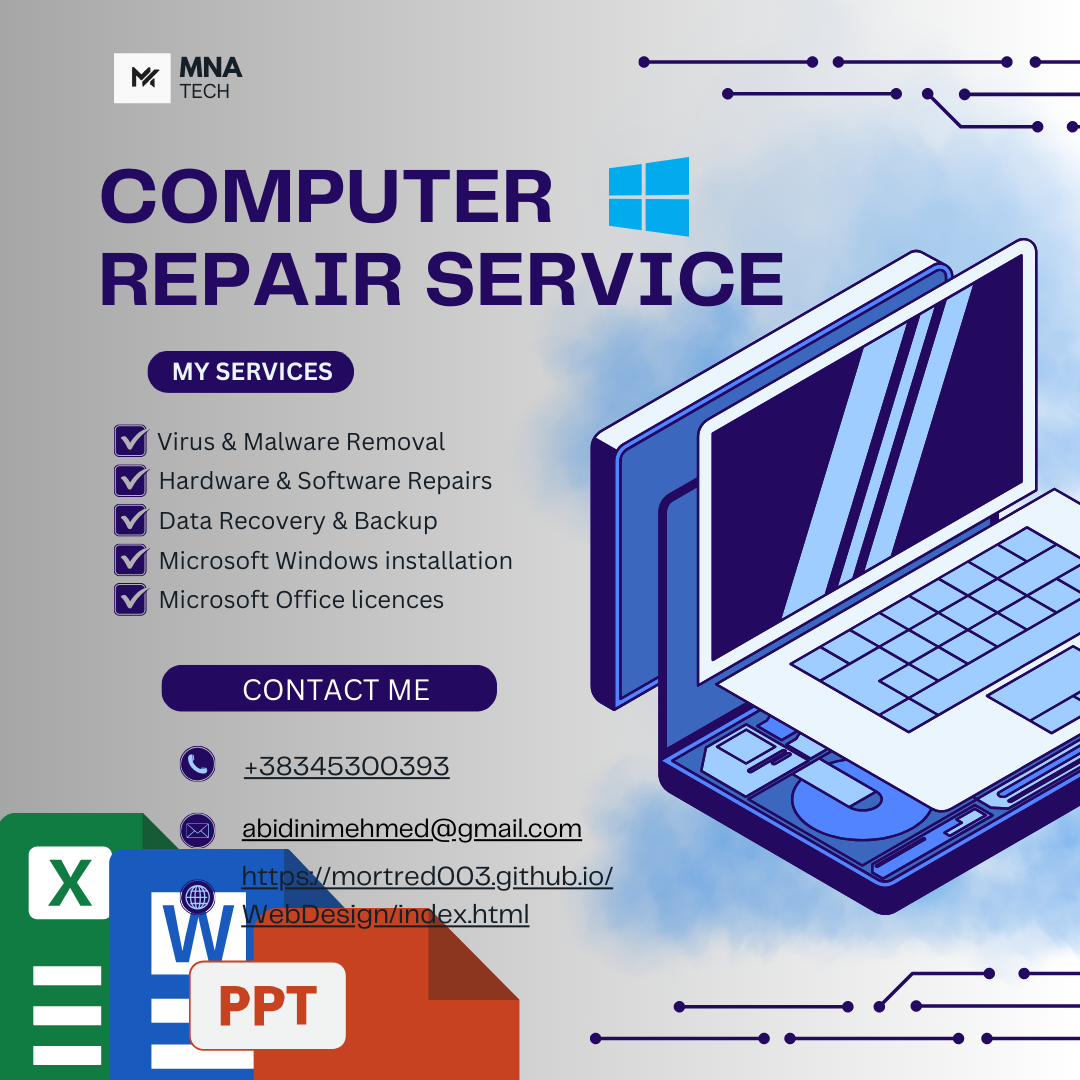 MNA
TECH
COMPUTER
REPAIR SERVICE
MY SERVICES
Virus & Malware Removal
Hardware & Software Repairs
Data Recovery & Backup
Microsoft Windows installation
Microsoft Office licences
CONTACT ME
+38345300393
abidinimehmed@gmail.com
https://mortred003.github.io/
WebDesign/index.html
X
W
PPT